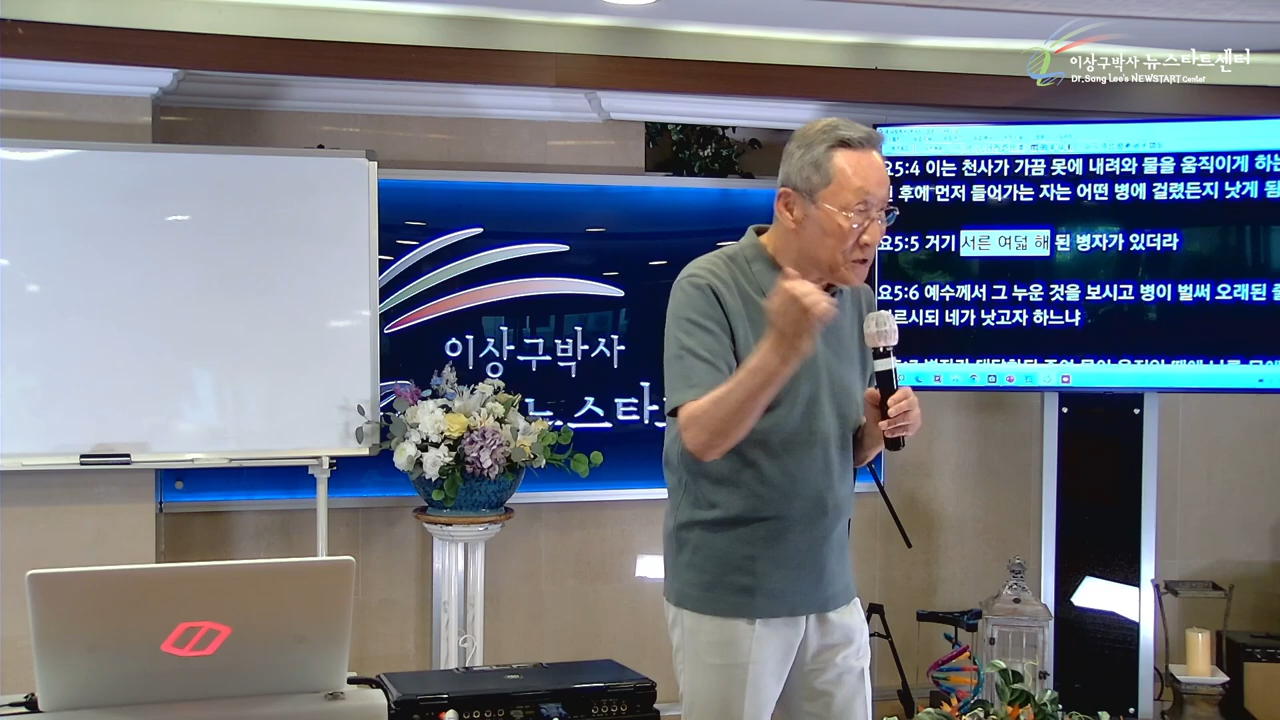 이상구박사 뉴스타트센터
Dr.Sang Lee's NEWSTART Center
요5:4 이는 천사가 가끔 못에 내려와 물을 움직이게 하는
후에 먼저 들어가는 자는 어떤 병에 걸렸든지 낫게 됨
요5:5 거기 서른 여덟 해 된 병자가 있더라
요5:6 예수께서 그 누운 것을 보시고 병이 벌써 오래된
이르시되 네가 낫고자 하느냐
이상구박사
뉴스타